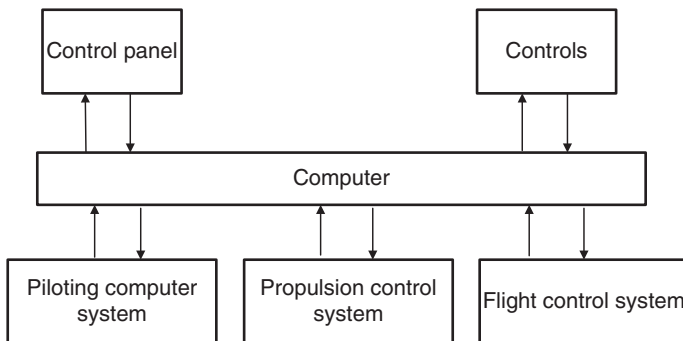 Control panel
Controls
Computer
Piloting computer
system
Propulsion control
system
Flight control system